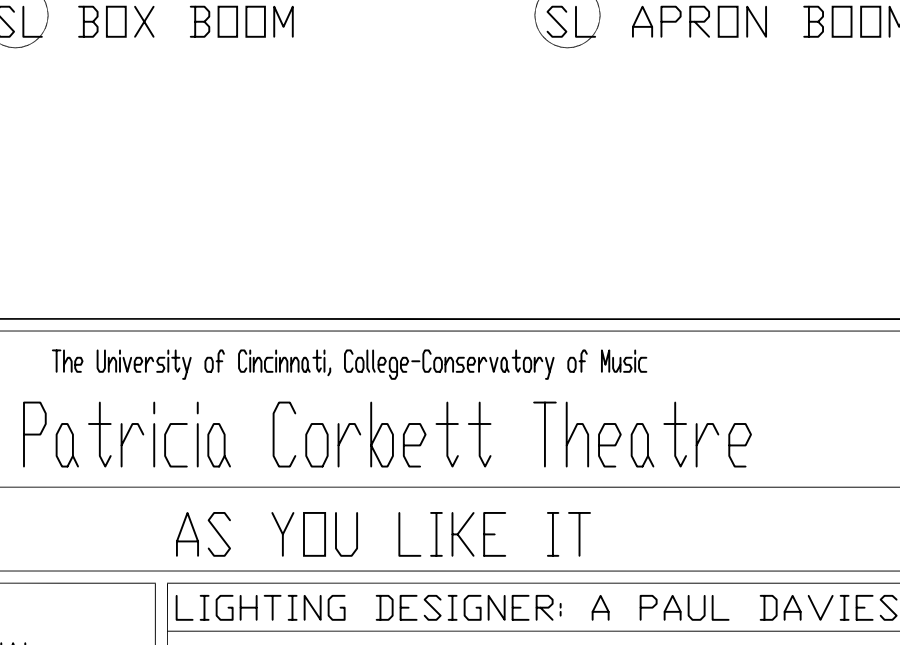 SL BOX BOOM
SL APRON BOOM
The University of Cincinnati, College-Conservatory of Music
Patricia Corbett Theatre
AS YOU LIKE IT
LIGHTING DESIGNER: A PAUL DAVIES